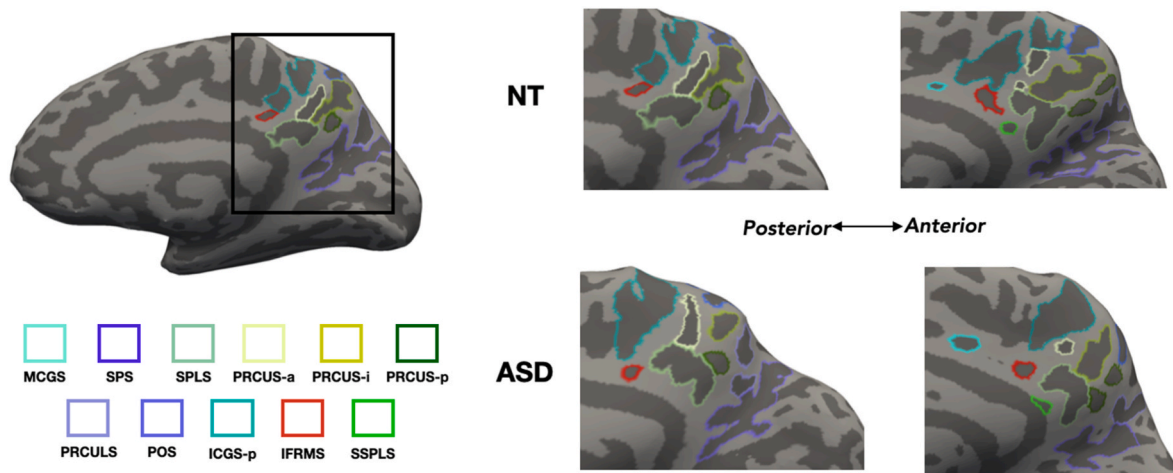 NT
Posterior Anterior
ASD
MCGS SPS SPLS PRCUS-a PRCUS-i PRCUS-p
PRCULS POS ICGS-p IFRMS SSPLS